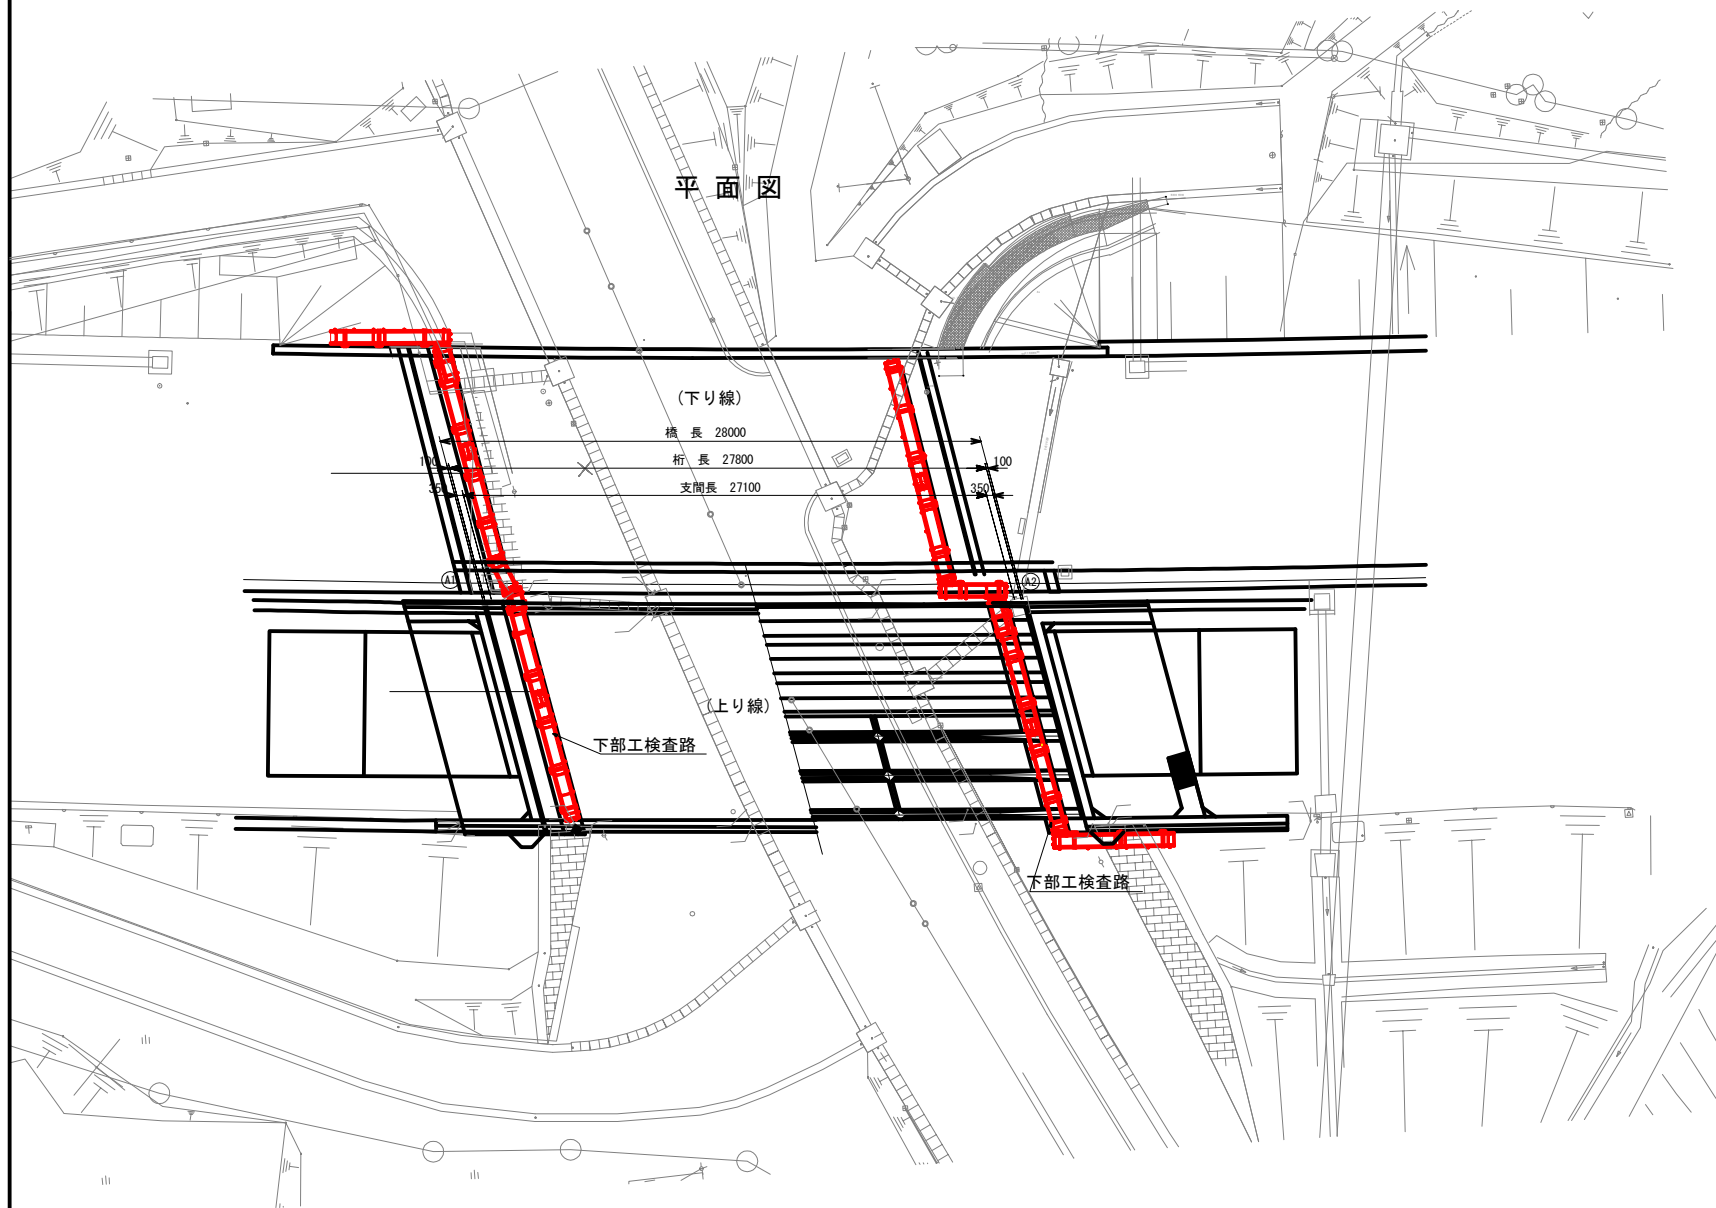 平 面 図
(下り線)
橋 長 28000
100 桁 長 27800 100
350 支間長 27100 350
A1 A2
(上り線)
下部工検査路
下部工検査路